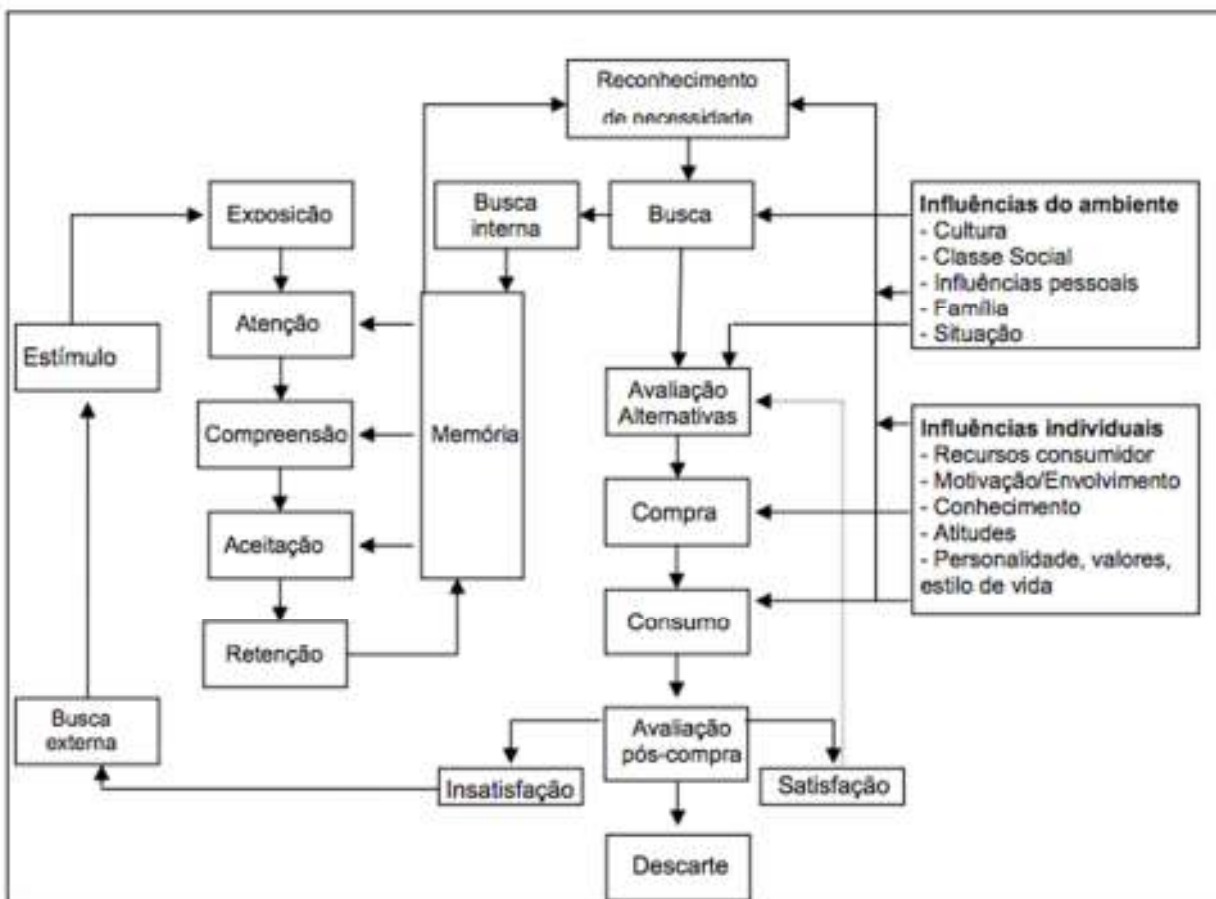 Reconhecimento
de necessidade
Exposição
Busca
interna
Busca
Influências do ambiente
- Cultura
- Classe Social
- Influências pessoais
- Família
- Situação
Atenção
Estímulo
Avaliação
Alternativas
Compreensão
Memória
Influências individuais
- Recursos consumidor
- Motivação/Envolvimento
- Conhecimento
- Atitudes
- Personalidade, valores,
estilo de vida
Compra
Aceitação
Consumo
Retenção
Busca
externa
Avaliação
pós-compra
Insatisfação
Satisfação
Descarte